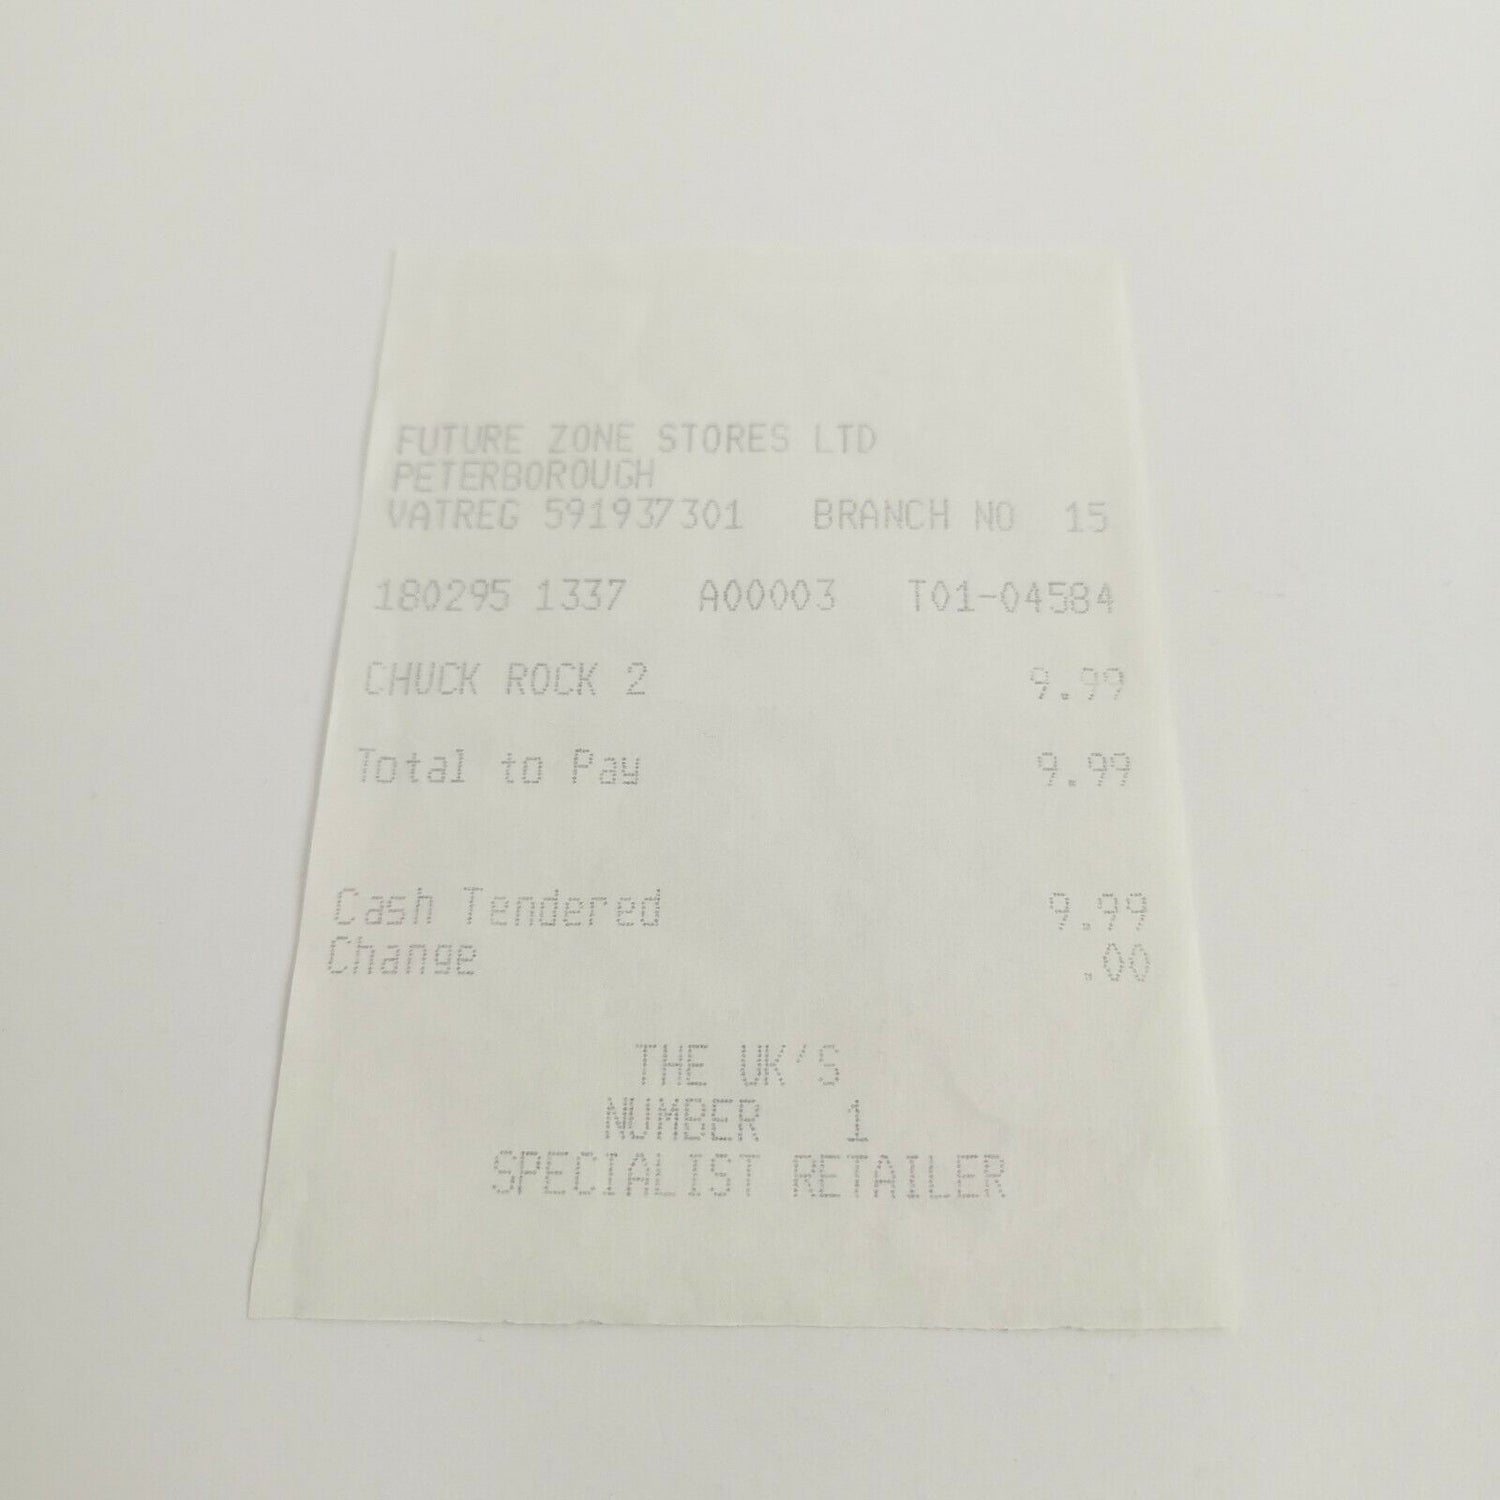 FUTURE ZONE STORES LTD
PETERBOROUGH
VATREG 591937301 BRANCH NO 15
180295 1337 A00003 T01-04584
CHUCK ROCK 2 9.99
Total to Pay 9.99
Cash Tendered 9.99
Change .00
THE UK'S
NUMBER 1
SPECIALIST RETAILER